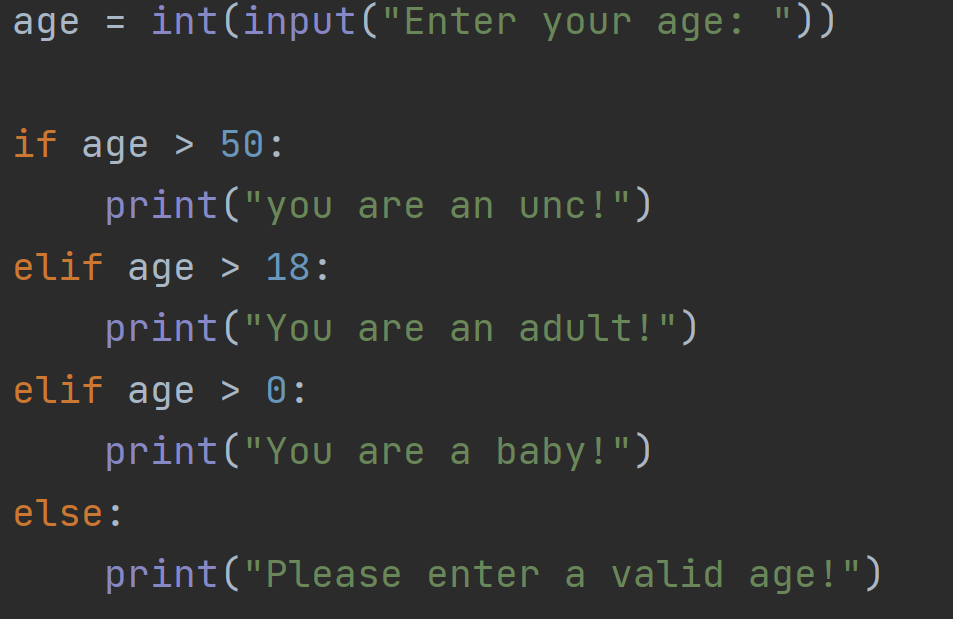 age = int(input("Enter your age: "))
if age > 50:
    print("you are an unc!")
elif age > 18:
    print("You are an adult!")
elif age > 0:
    print("You are a baby!")
else:
    print("Please enter a valid age!")